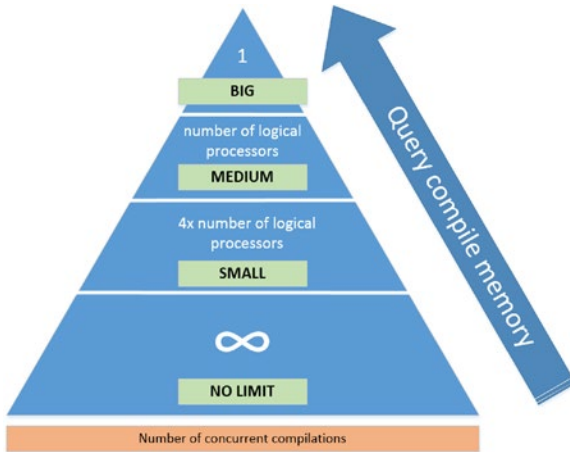 1
BIG
number of logical
processors
MEDIUM
4x number of logical
processors
SMALL
∞
NO LIMIT
Number of concurrent compilations
Query compile memory